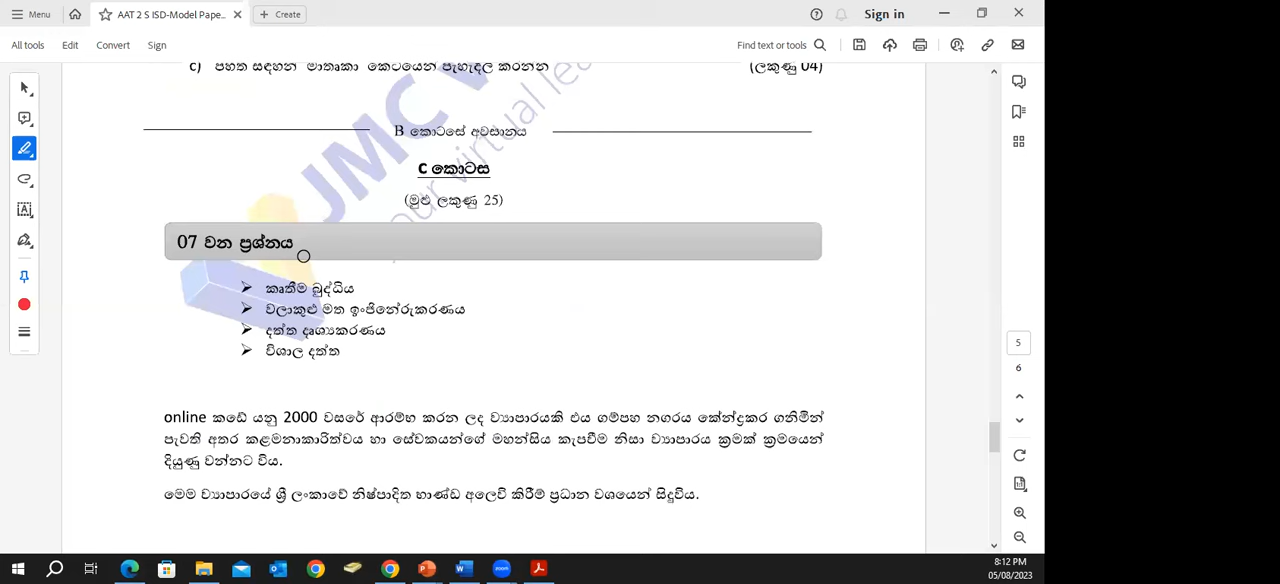 Menu
AAT 2 S ISD-Model Pape...
Create
Sign in
All tools Edit Convert Sign
Find text or tools
c) පහත සඳහන් මාතෘකා කෙටියෙන් පැහැදිලි කරන්න (ලකුණු 04)
B කොටසේ අවසානය
C කොටස
(මුළු ලකුණු 25)
07 වන ප්‍රශ්නය
කෘතීම බුද්ධිය
වලාකුළු මත ඉංජිනේරුකරණය
දත්ත දෘශ්‍යකරණය
විශාල දත්ත
online කඩේ යනු 2000 වසරේ ආරම්භ කරන ලද ව්‍යාපාරයකි එය ගම්පහ නගරය කේන්ද්‍රකර ගනිමින්
පැවති අතර කළමනාකාරිත්වය හා සේවකයන්ගේ මහන්සිය කැපවීම නිසා ව්‍යාපාරය ක්‍රමක් ක්‍රමයෙන්
දියුණු වන්නට විය.
මෙම ව්‍යාපාරයේ ශ්‍රී ලංකාවේ නිෂ්පාදිත භාණ්ඩ අලෙවි කිරීම් ප්‍රධාන වශයෙන් සිදුවිය.
JMC
our virtual lea
5
6
8:12 PM
05/08/2023